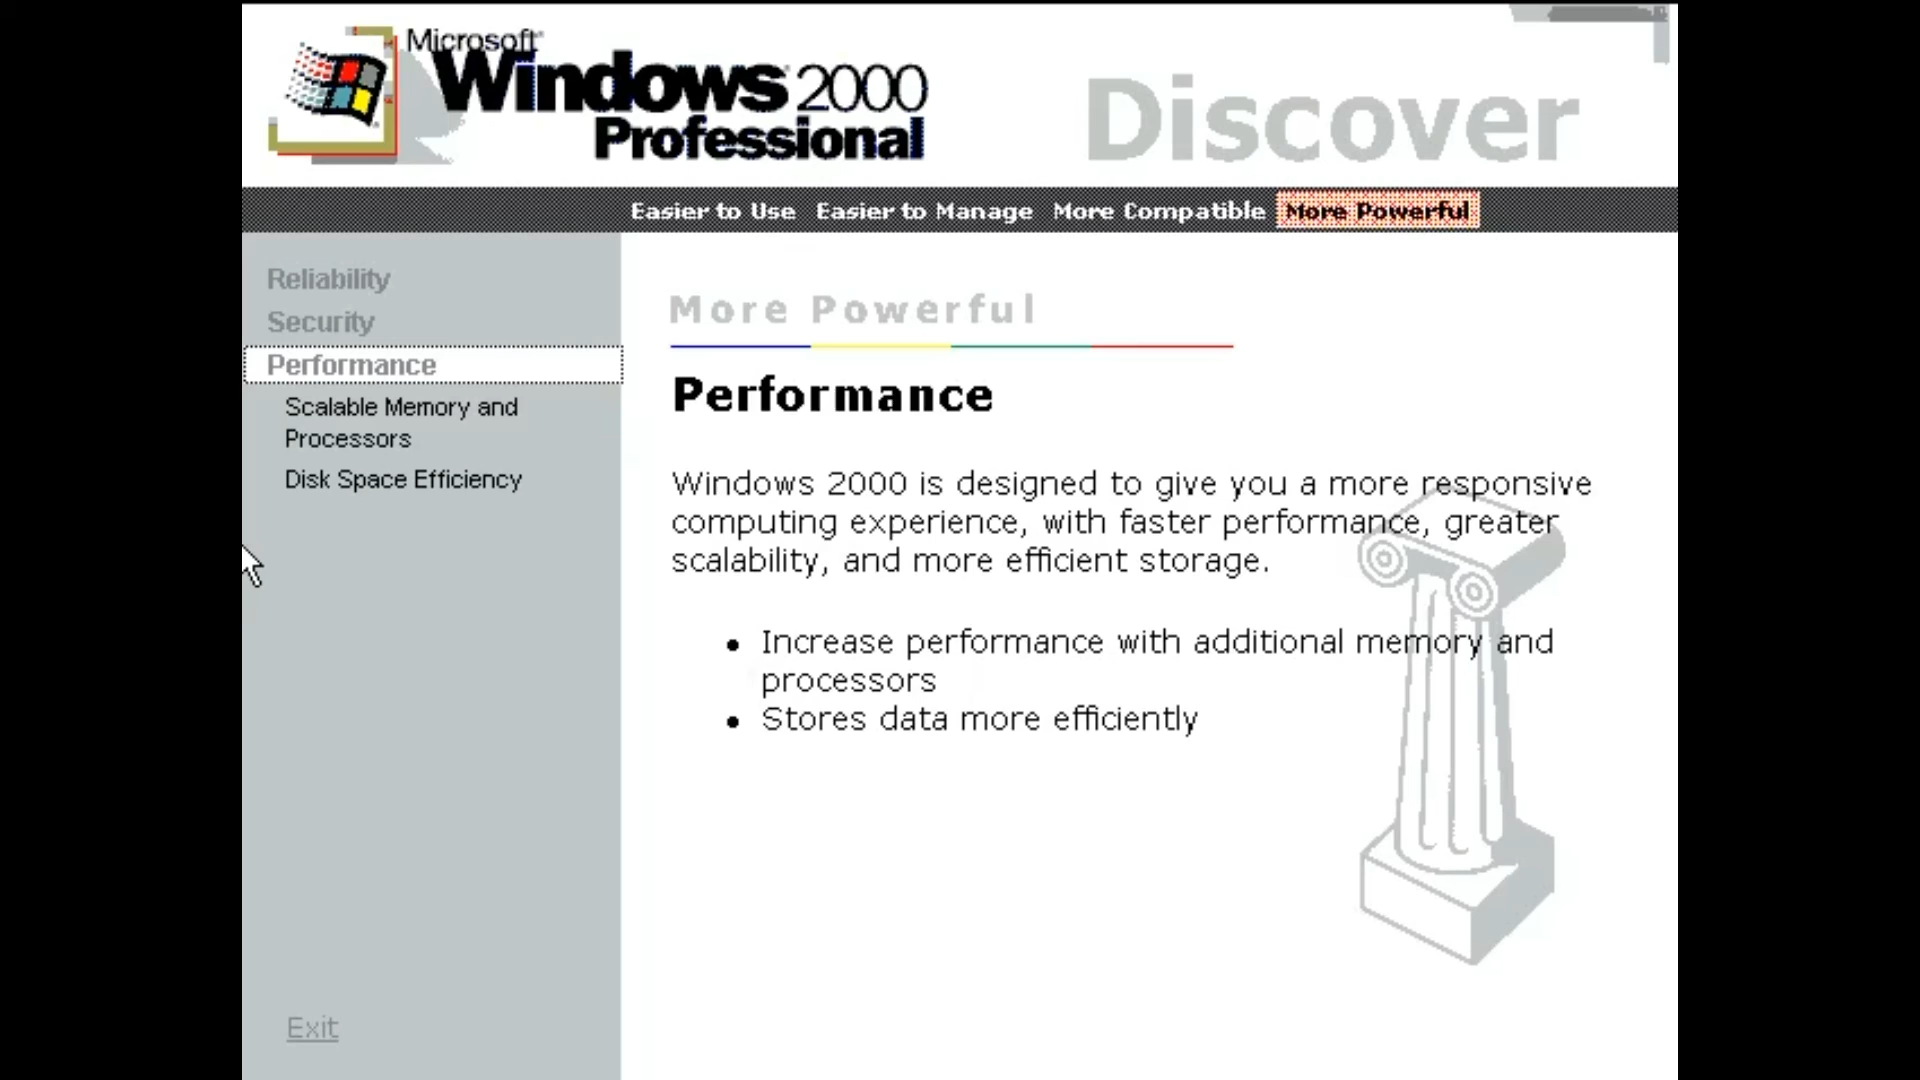 Microsoft
Windows 2000
Professional
Discover
Easier to Use Easier to Manage More Compatible More Powerful
Reliability
Security
Performance
Scalable Memory and
Processors
Disk Space Efficiency
Exit
More Powerful
Performance
Windows 2000 is designed to give you a more responsive
computing experience, with faster performance, greater
scalability, and more efficient storage.
• Increase performance with additional memory and
processors
• Stores data more efficiently